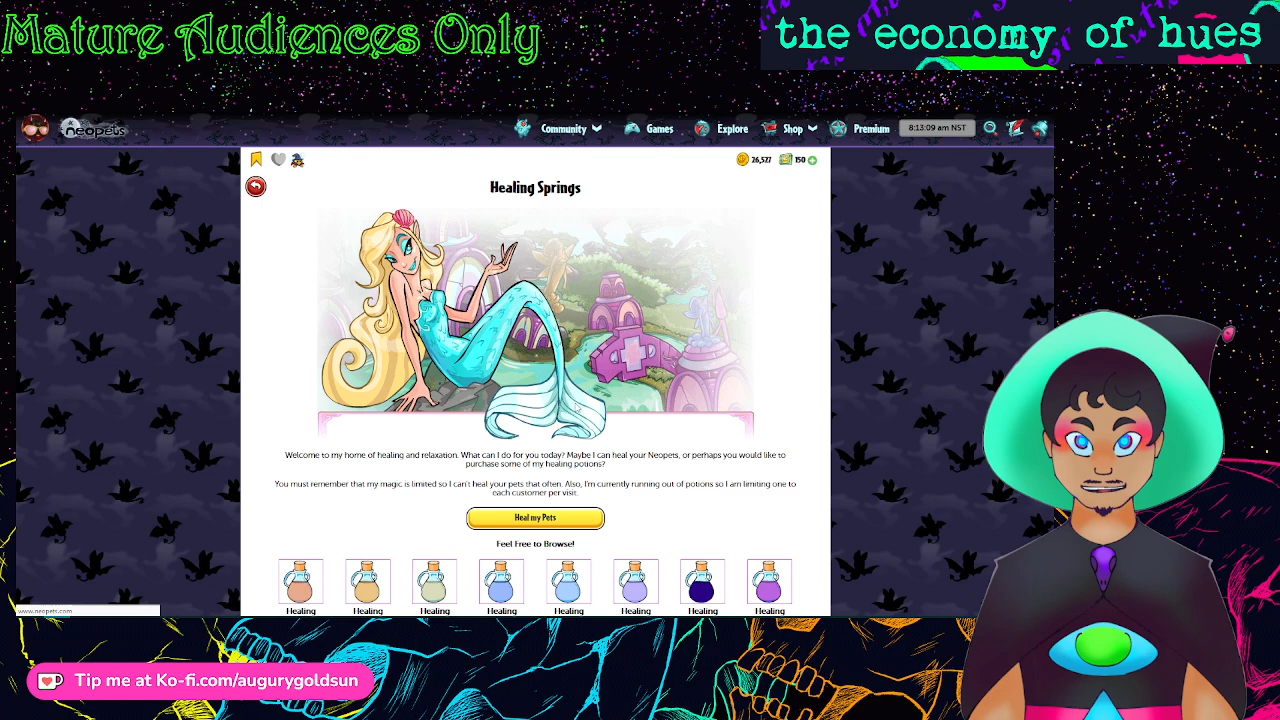 Mature Audiences Only
the economy of hues
neopets
Community
Games
Explore
Shop
Premium
8:13:09 am NST
26,527
150
Healing Springs
Welcome to my home of healing and relaxation. What can I do for you today? Maybe I can heal your Neopets, or perhaps you would like to
purchase some of my healing potions?
You must remember that my magic is limited so I can't heal your pets that often. Also, I'm currently running out of potions so I am limiting one to
each customer per visit.
Heal my Pets
Feel Free to Browse!
Healing Healing Healing Healing Healing Healing Healing Healing
www.neopets.com
Tip me at Ko-fi.com/augurygoldsun